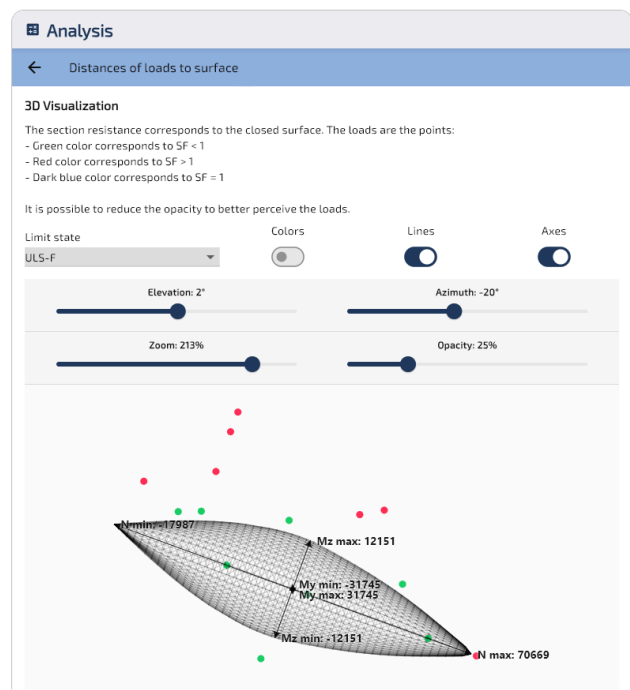 Analysis
Distances of loads to surface
3D Visualization
The section resistance corresponds to the closed surface. The loads are the points:
- Green color corresponds to SF < 1
- Red color corresponds to SF > 1
- Dark blue color corresponds to SF = 1
It is possible to reduce the opacity to better perceive the loads.
Limit state
Colors
Lines
Axes
ULS-F
Elevation: 2°
Azimuth: -20°
Zoom: 213%
Opacity: 25%
N min: -17987
Mz max: 12151
My min: -31745
My max: 31745
Mz min: -12151
N max: 70669